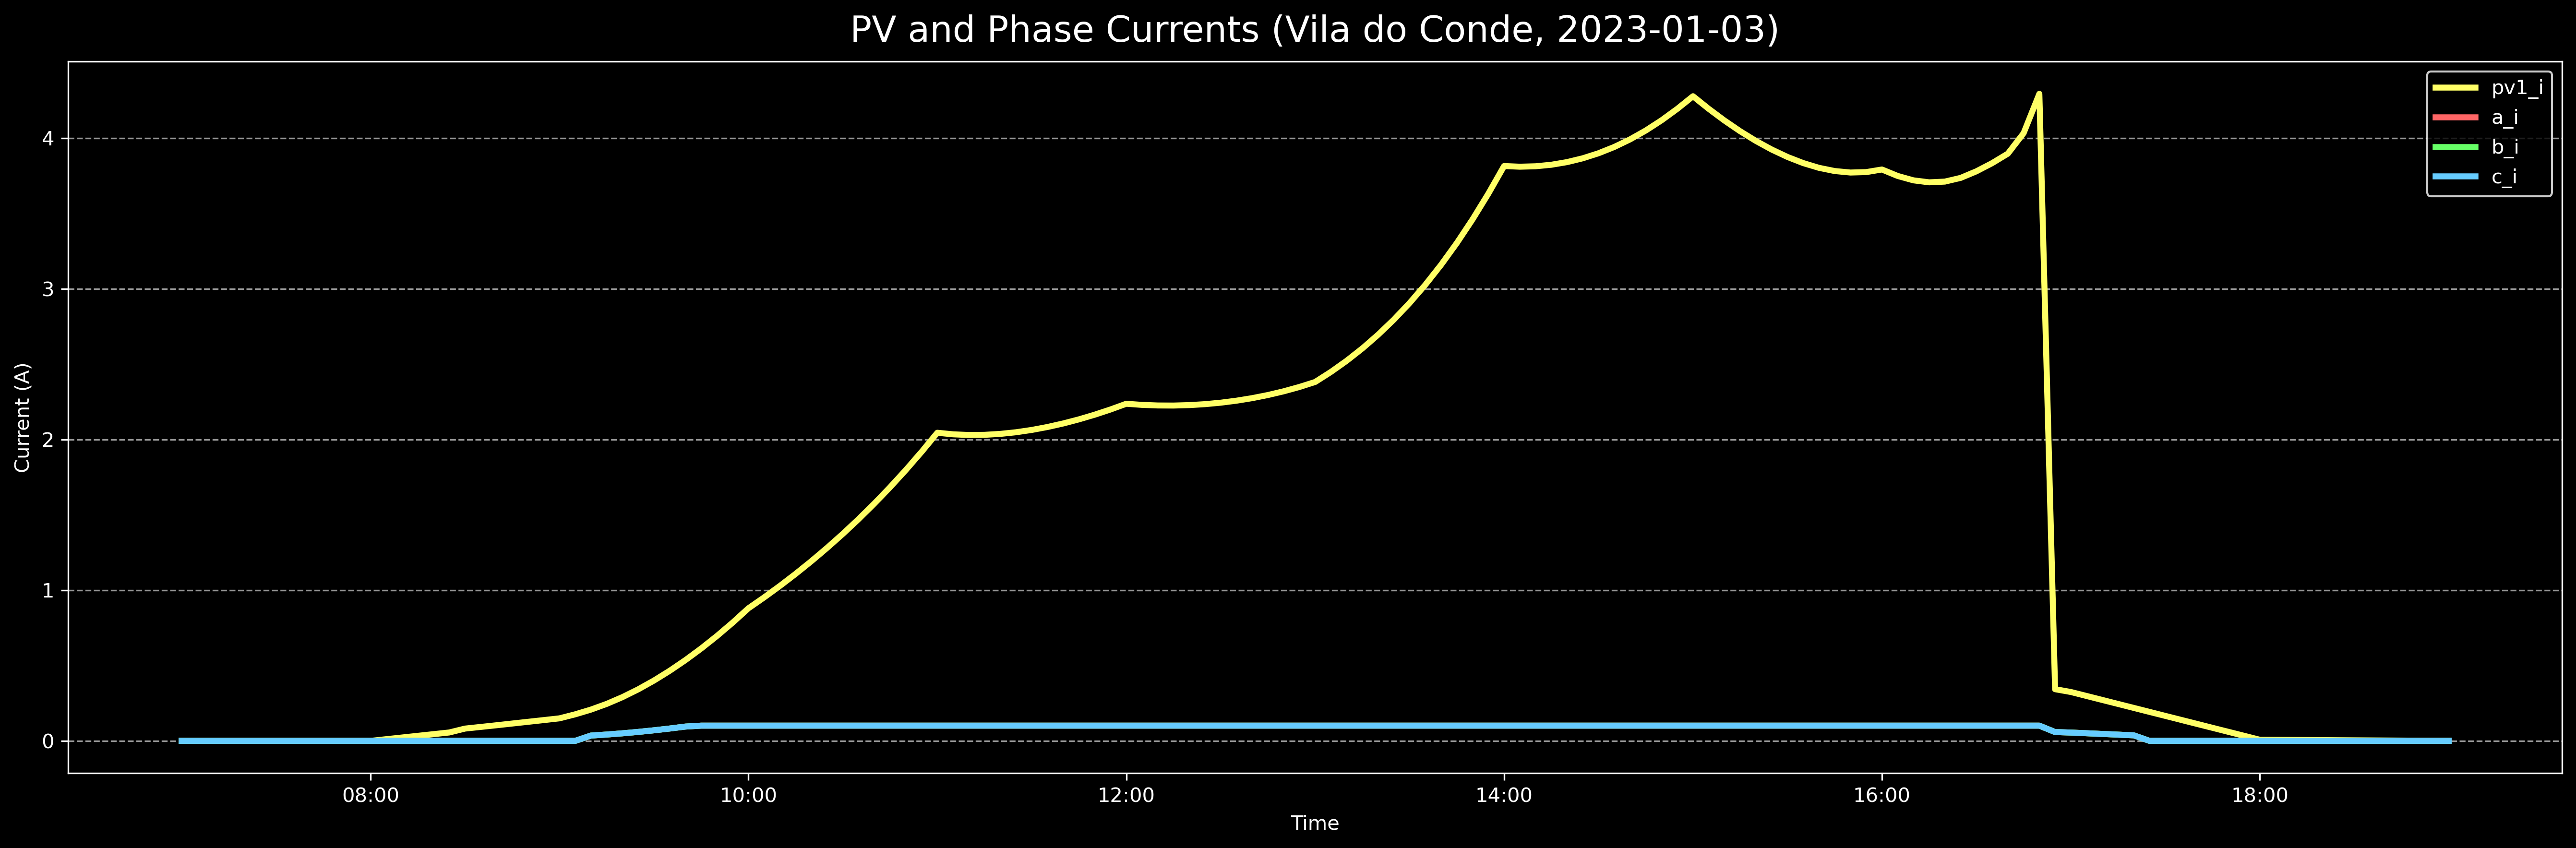 PV and Phase Currents (Vila do Conde, 2023-01-03)
pv1_i
a_i
b_i
c_i
Current (A)
4
3
2
1
0
08:00 10:00 12:00 14:00 16:00 18:00
Time